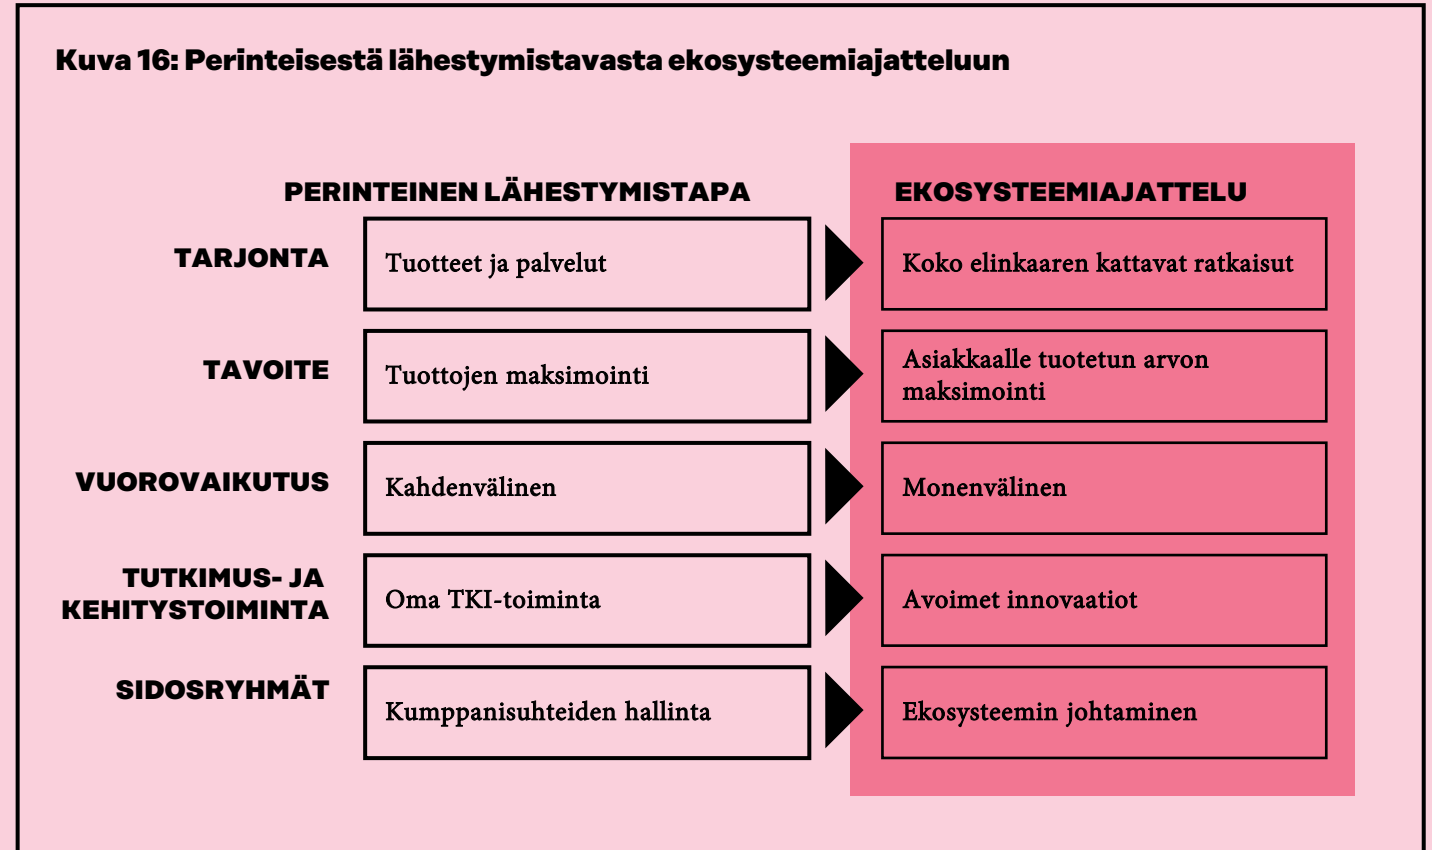 Kuva 16: Perinteisestä lähestymistavasta ekosysteemiajatteluun
PERINTEINEN LÄHESTYMISTAPA
EKOSYSTEEMIAJATTELU
TARJONTA
Tuotteet ja palvelut
Koko elinkaaren kattavat ratkaisut
TAVOITE
Tuottojen maksimointi
Asiakkaalle tuotetun arvon
maksimointi
VUOROVAIKUTUS
Kahdenvälinen
Monenvälinen
TUTKIMUS- JA
KEHITYSTOIMINTA
Oma TKI-toiminta
Avoimet innovaatiot
SIDOSRYHMÄT
Kumppanisuhteiden hallinta
Ekosysteemin johtaminen